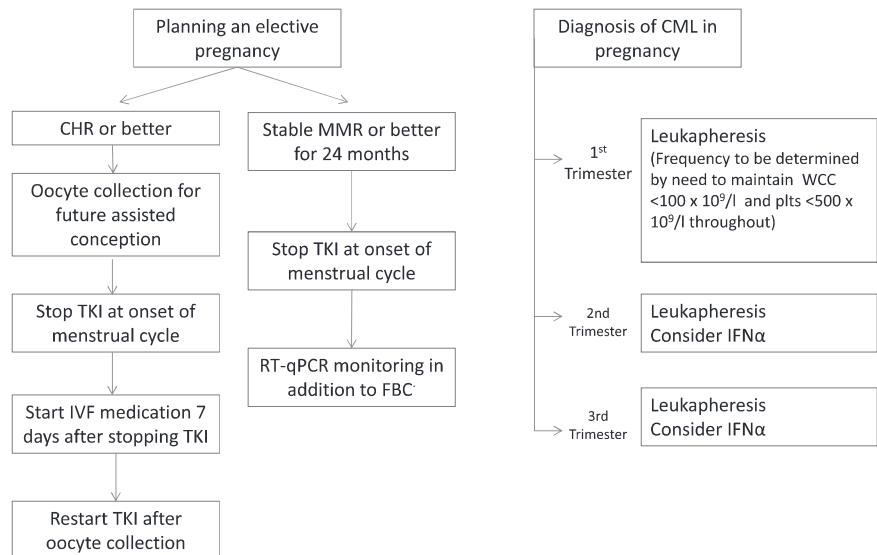 Planning an elective
pregnancy
CHR or better
Oocyte collection for
future assisted
conception
Stop TKI at onset of
menstrual cycle
Start IVF medication 7
days after stopping TKI
Restart TKI after
oocyte collection
Stable MMR or better
for 24 months
Stop TKI at onset of
menstrual cycle
RT-qPCR monitoring in
addition to FBC.
Diagnosis of CML in
pregnancy
1st
Trimester
Leukapheresis
(Frequency to be determined
by need to maintain WCC
<100 x 10⁹/l and plts <500 x
10⁹/l throughout)
2nd
Trimester
Leukapheresis
Consider IFNα
3rd
Trimester
Leukapheresis
Consider IFNα